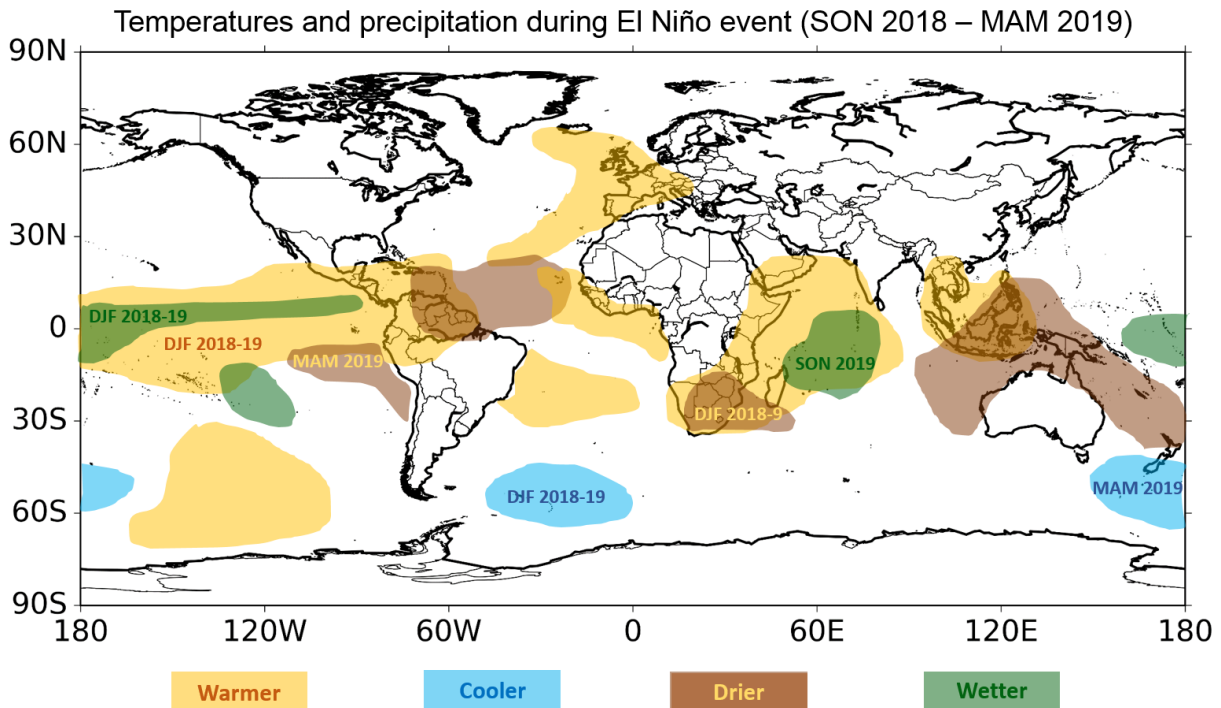 Temperatures and precipitation during El Niño event (SON 2018 – MAM 2019)
90N
60N
30N
0
30S
60S
90S
DJF 2018-19
DJF 2018-19
MAM 2019
SON 2019
DJF 2018-9
DJF 2018-19
MAM 2019
180 120W 60W 0 60E 120E 180
Warmer Cooler Drier Wetter